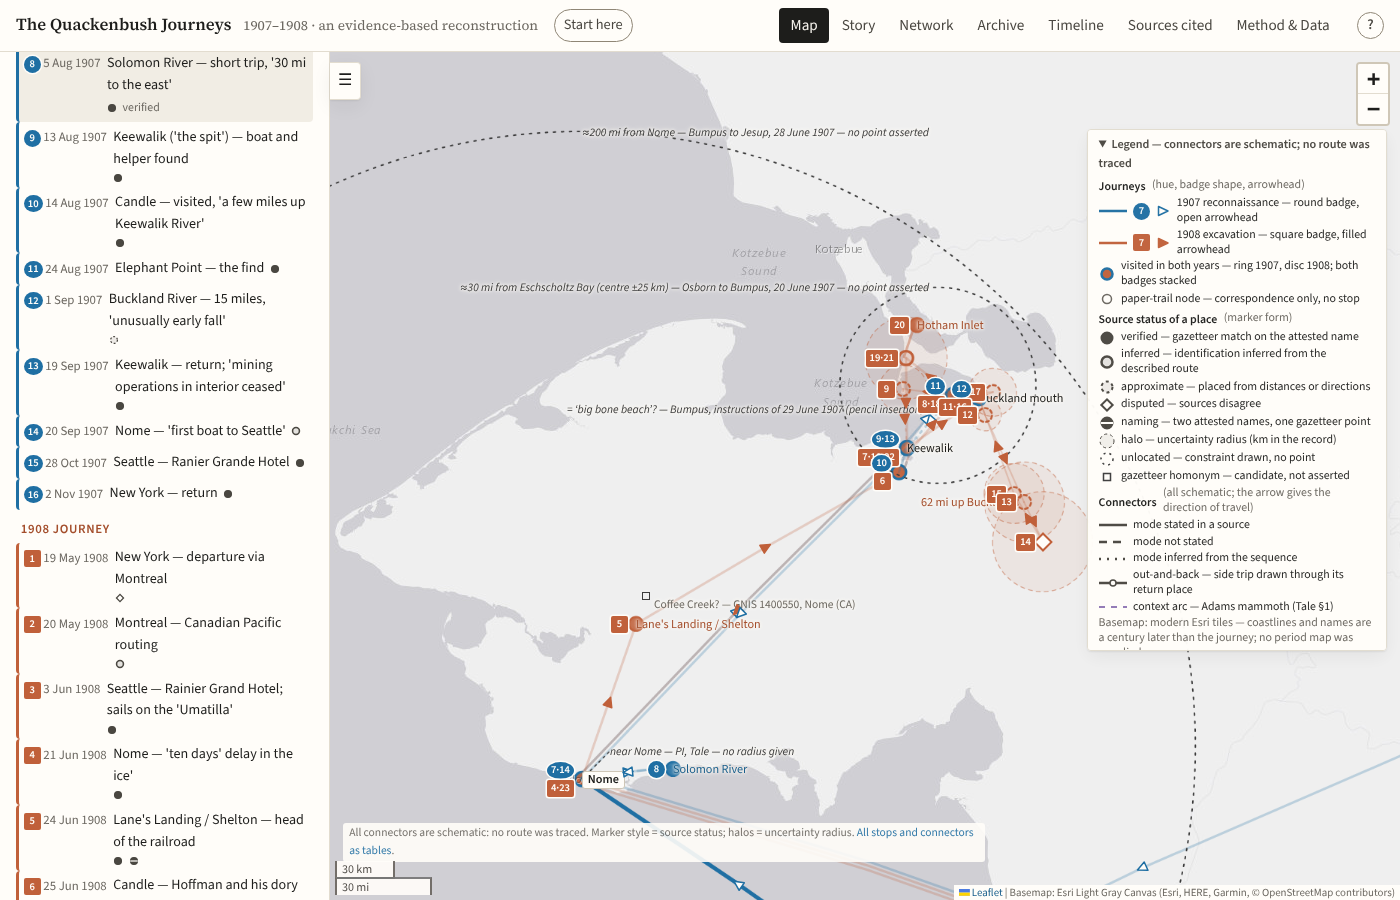 The Quackenbush Journeys 1907–1908 · an evidence-based reconstruction Start here Map Story Network Archive Timeline Sources cited Method & Data ?
8 5 Aug 1907 Solomon River — short trip, '30 mi
to the east'
verified
9 13 Aug 1907 Keewalik ('the spit') — boat and
helper found
10 14 Aug 1907 Candle — visited, 'a few miles up
Keewalik River'
11 24 Aug 1907 Elephant Point — the find
12 1 Sep 1907 Buckland River — 15 miles,
'unusually early fall'
13 19 Sep 1907 Keewalik — return; 'mining
operations in interior ceased'
14 20 Sep 1907 Nome — 'first boat to Seattle'
15 28 Oct 1907 Seattle — Ranier Grande Hotel
16 2 Nov 1907 New York — return
1908 JOURNEY
1 19 May 1908 New York — departure via
Montreal
2 20 May 1908 Montreal — Canadian Pacific
routing
3 3 Jun 1908 Seattle — Rainier Grand Hotel;
sails on the 'Umatilla'
4 21 Jun 1908 Nome — 'ten days' delay in the
ice'
5 24 Jun 1908 Lane's Landing / Shelton — head
of the railroad
6 25 Jun 1908 Candle — Hoffman and his dory
☰
+
−
≈200 mi from Nome — Bumpus to Jesup, 28 June 1907 — no point asserted
Kotzebue
Kotzebue
Sound
≈30 mi from Eschscholtz Bay (centre ±25 km) — Osborn to Bumpus, 20 June 1907 — no point asserted
20 Hotham Inlet
19·21
Kotzebue
9
11
12
17
11
12
uckland mouth
= 'big bone beach'? — Bumpus, instructions of 29 June 1907
kchi Sea
9·13
Keewalik
10
6
62 mi up Buc
13
14
Coffee Creek? — GNIS 1400550, Nome (CA)
5 Lane's Landing / Shelton
near Nome — PI, Tale — no radius given
7·14
8 Solomon River
Nome
4·23
▼ Legend — connectors are schematic; no route was
traced
Journeys (hue, badge shape, arrowhead)
7 1907 reconnaissance — round badge,
open arrowhead
7 1908 excavation — square badge, filled
arrowhead
visited in both years — ring 1907, disc 1908; both
badges stacked
paper-trail node — correspondence only, no stop
Source status of a place (marker form)
verified — gazetteer match on the attested name
inferred — identification inferred from the
described route
approximate — placed from distances or directions
disputed — sources disagree
naming — two attested names, one gazetteer point
halo — uncertainty radius (km in the record)
unlocated — constraint drawn, no point
gazetteer homonym — candidate, not asserted
Connectors (all schematic; the arrow gives the
direction of travel)
mode stated in a source
mode not stated
mode inferred from the sequence
out-and-back — side trip drawn through its
return place
context arc — Adams mammoth (Tale §1)
Basemap: modern Esri tiles — coastlines and names are
a century later than the journey; no period map was
All connectors are schematic: no route was traced. Marker style = source status; halos = uncertainty radius. All stops and connectors
as tables.
30 km
30 mi
Leaflet | Basemap: Esri Light Gray Canvas (Esri, HERE, Garmin, © OpenStreetMap contributors)